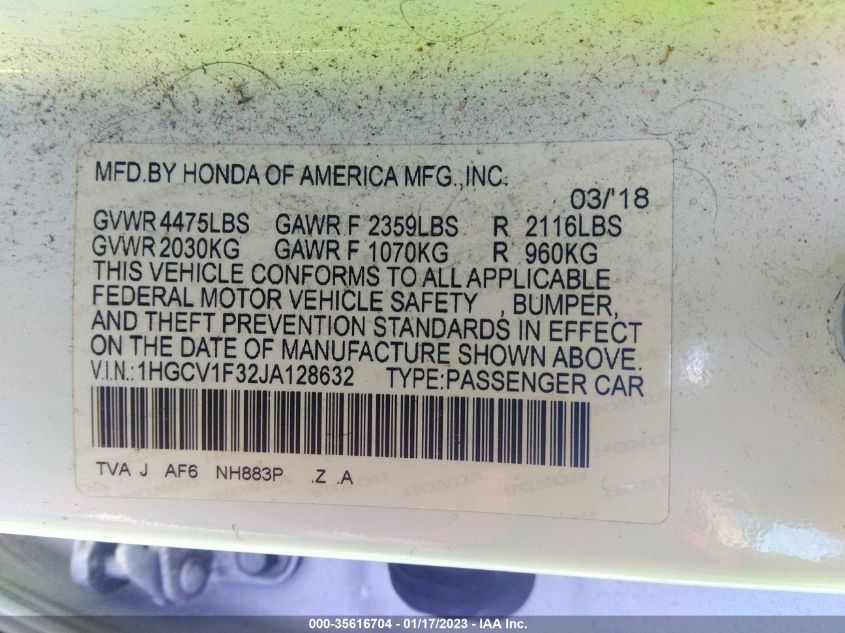 MFD.BY HONDA OF AMERICA MFG.,INC.
03/'18
GVWR 4475LBS GAWR F 2359LBS R 2116LBS
GVWR 2030KG GAWR F 1070KG R 960KG
THIS VEHICLE CONFORMS TO ALL APPLICABLE
FEDERAL MOTOR VEHICLE SAFETY , BUMPER,
AND THEFT PREVENTION STANDARDS IN EFFECT
ON THE DATE OF MANUFACTURE SHOWN ABOVE.
V.I.N.:1HGCV1F32JA128632 TYPE:PASSENGER CAR
TVA J AF6 NH883P .Z .A
HONDA HONDA HONDA
000-35616704 — 01/17/2023 — IAA Inc.